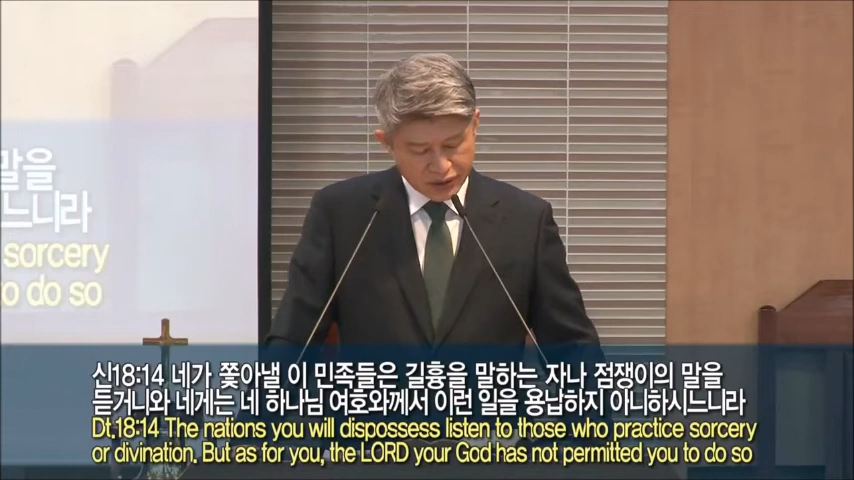 말을
느니라
sorcery
to do so
신18:14 네가 쫓아낼 이 민족들은 길흉을 말하는 자나 점쟁이의 말을
듣거니와 네게는 네 하나님 여호와께서 이런 일을 용납하지 아니하시느니라
Dt.18:14 The nations you will dispossess listen to those who practice sorcery
or divination. But as for you, the LORD your God has not permitted you to do so